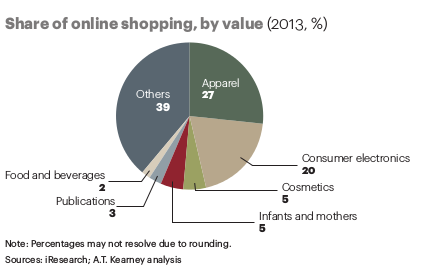 Share of online shopping, by value (2013, %)
Apparel
27
Others
39
Consumer electronics
20
Cosmetics
5
Infants and mothers
5
Publications
3
Food and beverages
2
Note: Percentages may not resolve due to rounding.
Sources: iResearch; A.T. Kearney analysis